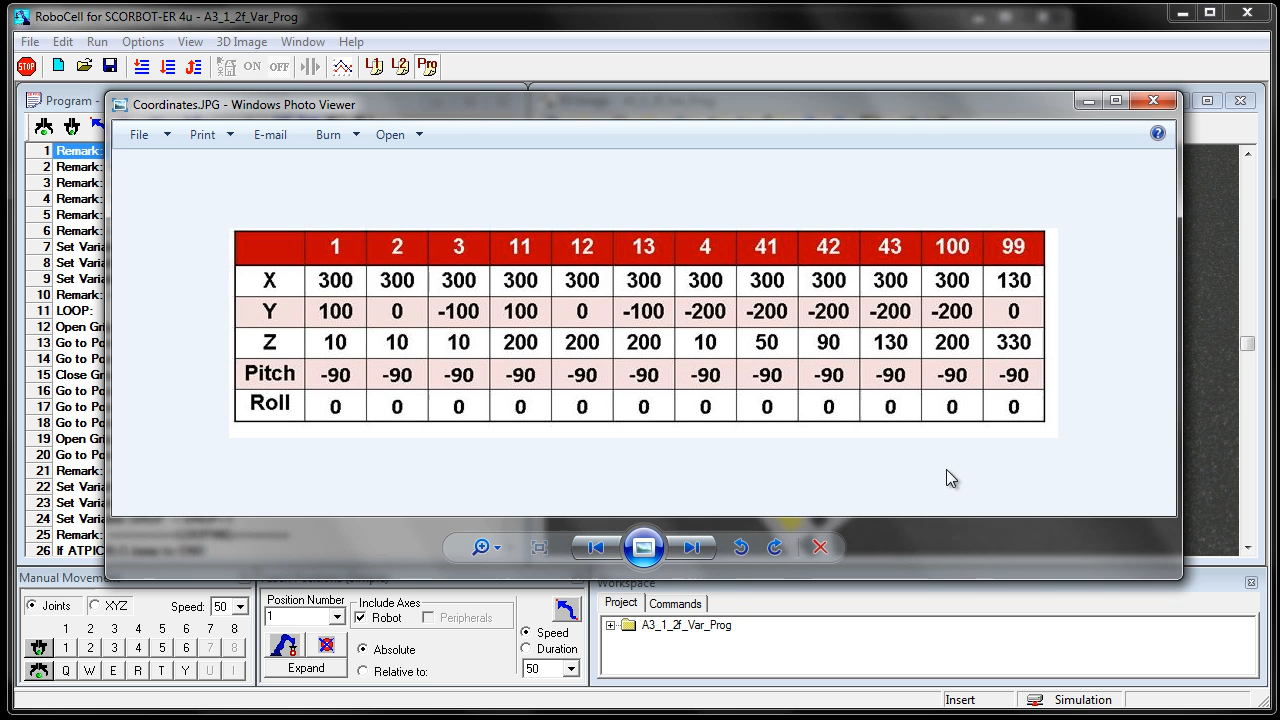 RoboCell for SCORBOT-ER 4u - A3_1_2f_Var_Prog
File Edit Run Options View 3D Image Window Help
STOP ON OFF L1 L2 Prg
Program -
Coordinates.JPG - Windows Photo Viewer
File Print E-mail Burn Open
1 Remark:
2 Remark:
3 Remark:
4 Remark:
5 Remark:
6 Remark:
7 Set Varia
8 Set Varia
9 Set Varia
10 Remark:
11 LOOP:
12 Open Gr
13 Go to Po
14 Go to Po
15 Close Gr
16 Go to Po
17 Go to Po
18 Go to Po
19 Open Gr
20 Go to Po
21 Remark:
22 Set Varia
23 Set Varia
24 Set Varia
25 Remark:
26 If ATPIC
1 2 3 11 12 13 4 41 42 43 100 99
X 300 300 300 300 300 300 300 300 300 300 300 130
Y 100 0 -100 100 0 -100 -200 -200 -200 -200 -200 0
Z 10 10 10 200 200 200 10 50 90 130 200 330
Pitch -90 -90 -90 -90 -90 -90 -90 -90 -90 -90 -90 -90
Roll 0 0 0 0 0 0 0 0 0 0 0 0
Manual Movem
Joints XYZ Speed: 50
1 2 3 4 5 6 7 8
1 2 3 4 5 6 7 8
Q W E R T Y U I
Position Number
1
Expand
Include Axes
Robot Peripherals
Absolute
Relative to:
Speed
Duration
50
Workspace
Project Commands
A3_1_2f_Var_Prog
Insert Simulation